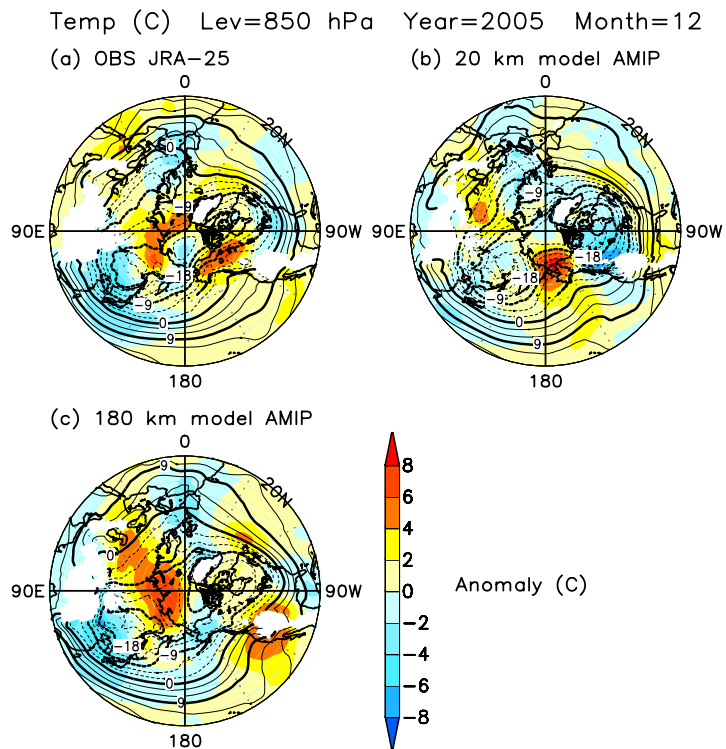 Temp (C) Lev=850 hPa Year=2005 Month=12
(a) OBS JRA-25
(b) 20 km model AMIP
0
0
20N
20N
0
-9
-9
90E
90W
90E
90W
-18
-18
-18
-9
-9
0
0
9
9
180
180
(c) 180 km model AMIP
0
9
20N
8
6
0
4
2
90E
90W
0
Anomaly (C)
-2
-18
-9
-4
0
-6
9
-8
180